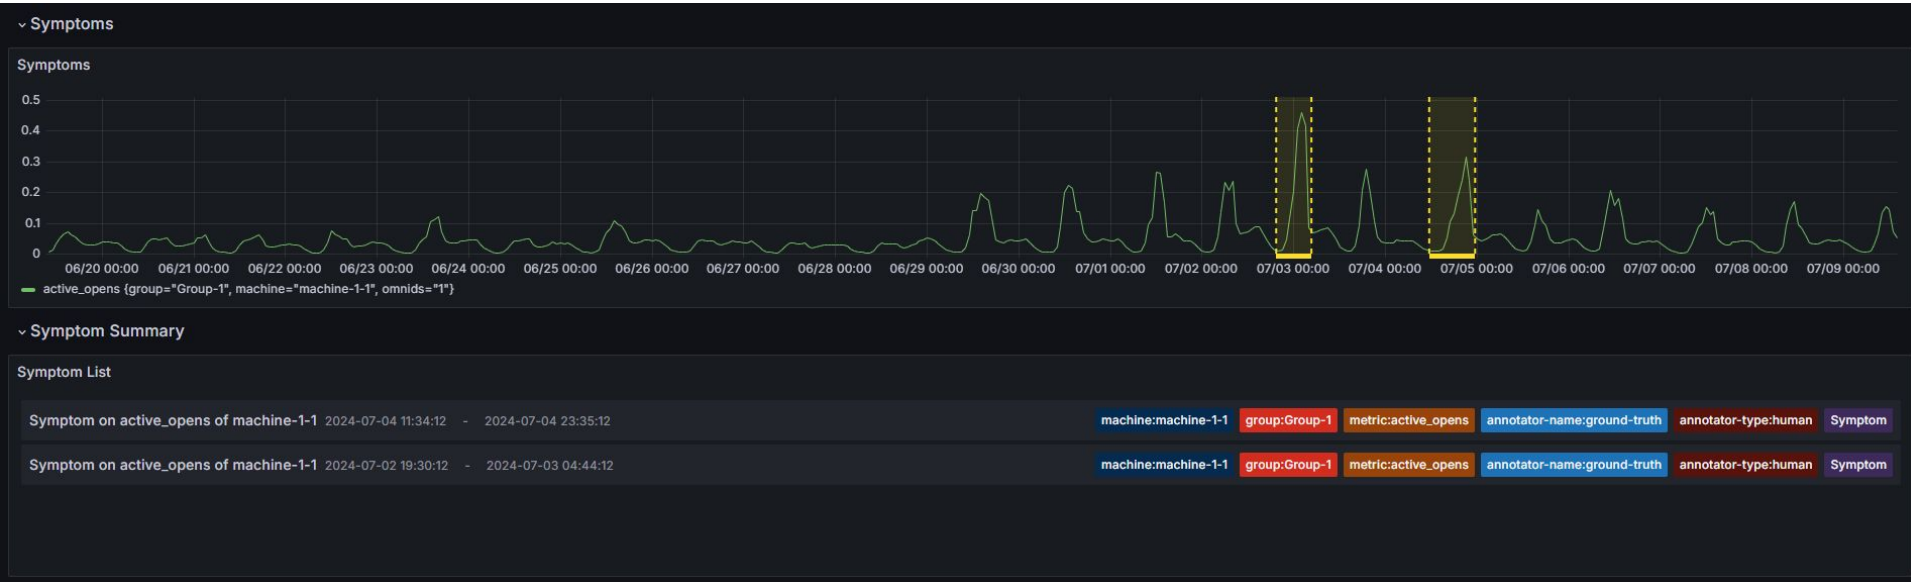 Symptoms
Symptoms
0.5
0.4
0.3
0.2
0.1
0
06/20 00:00 06/21 00:00 06/22 00:00 06/23 00:00 06/24 00:00 06/25 00:00 06/26 00:00 06/27 00:00 06/28 00:00 06/29 00:00 06/30 00:00 07/01 00:00 07/02 00:00 07/03 00:00 07/04 00:00 07/05 00:00 07/06 00:00 07/07 00:00 07/08 00:00 07/09 00:00
active_opens {group="Group-1", machine="machine-1-1", omnids="1"}
Symptom Summary
Symptom List
Symptom on active_opens of machine-1-1 2024-07-04 11:34:12 - 2024-07-04 23:35:12 machine:machine-1-1 group:Group-1 metric:active_opens annotator-name:ground-truth annotator-type:human Symptom
Symptom on active_opens of machine-1-1 2024-07-02 19:30:12 - 2024-07-03 04:44:12 machine:machine-1-1 group:Group-1 metric:active_opens annotator-name:ground-truth annotator-type:human Symptom